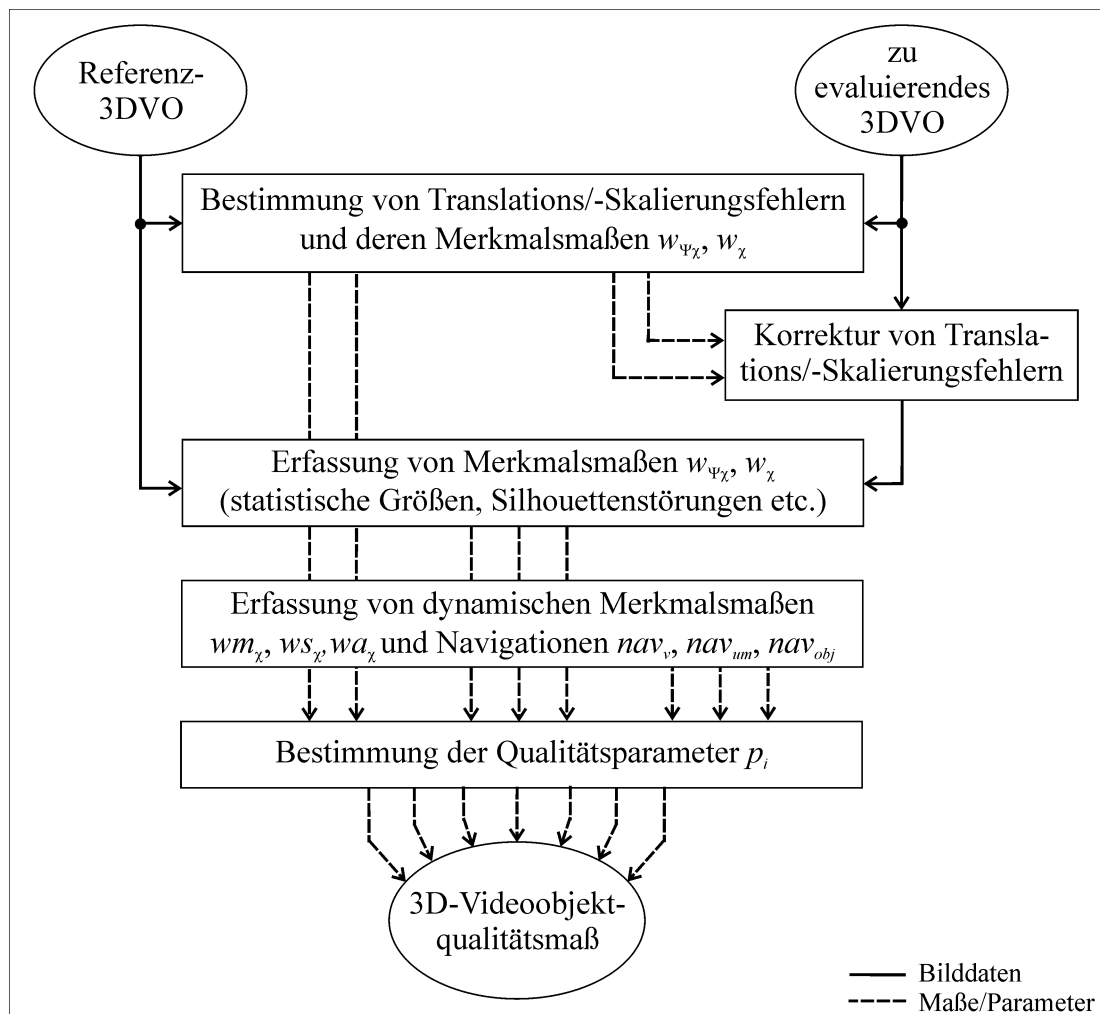 Referenz-
3DVO
zu
evaluierendes
3DVO
Bestimmung von Translations/-Skalierungsfehlern
und deren Merkmalsmaßen w_Ψχ, w_χ
Korrektur von Transla-
tions/-Skalierungsfehlern
Erfassung von Merkmalsmaßen w_Ψχ, w_χ
(statistische Größen, Silhouettenstörungen etc.)
Erfassung von dynamischen Merkmalsmaßen
wm_χ, ws_χ,wa_χ und Navigationen nav_v, nav_um, nav_obj
Bestimmung der Qualitätsparameter p_i
3D-Videoobjekt-
qualitätsmaß
Bilddaten
Maße/Parameter